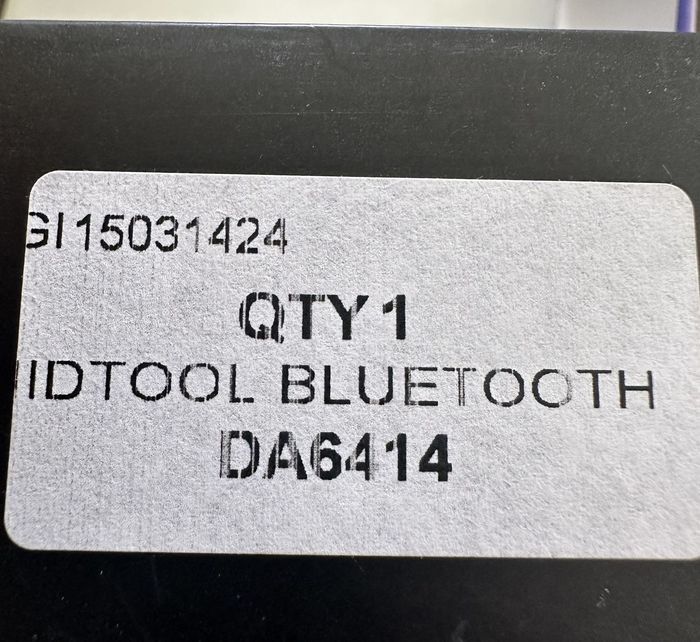 GI15031424
QTY 1
IDTOOL BLUETOOTH
DA6414